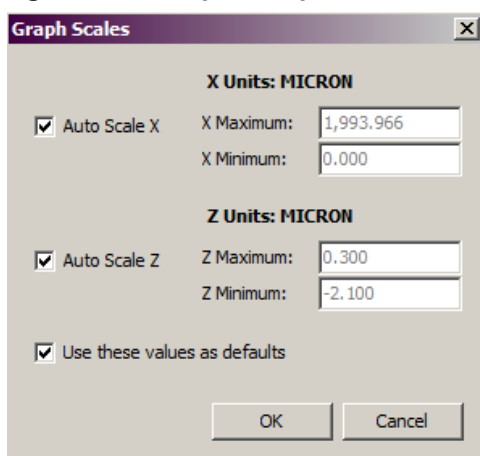 Graph Scales
X Units: MICRON
Auto Scale X X Maximum: 1,993.966
X Minimum: 0.000
Z Units: MICRON
Auto Scale Z Z Maximum: 0.300
Z Minimum: -2.100
Use these values as defaults
OK Cancel